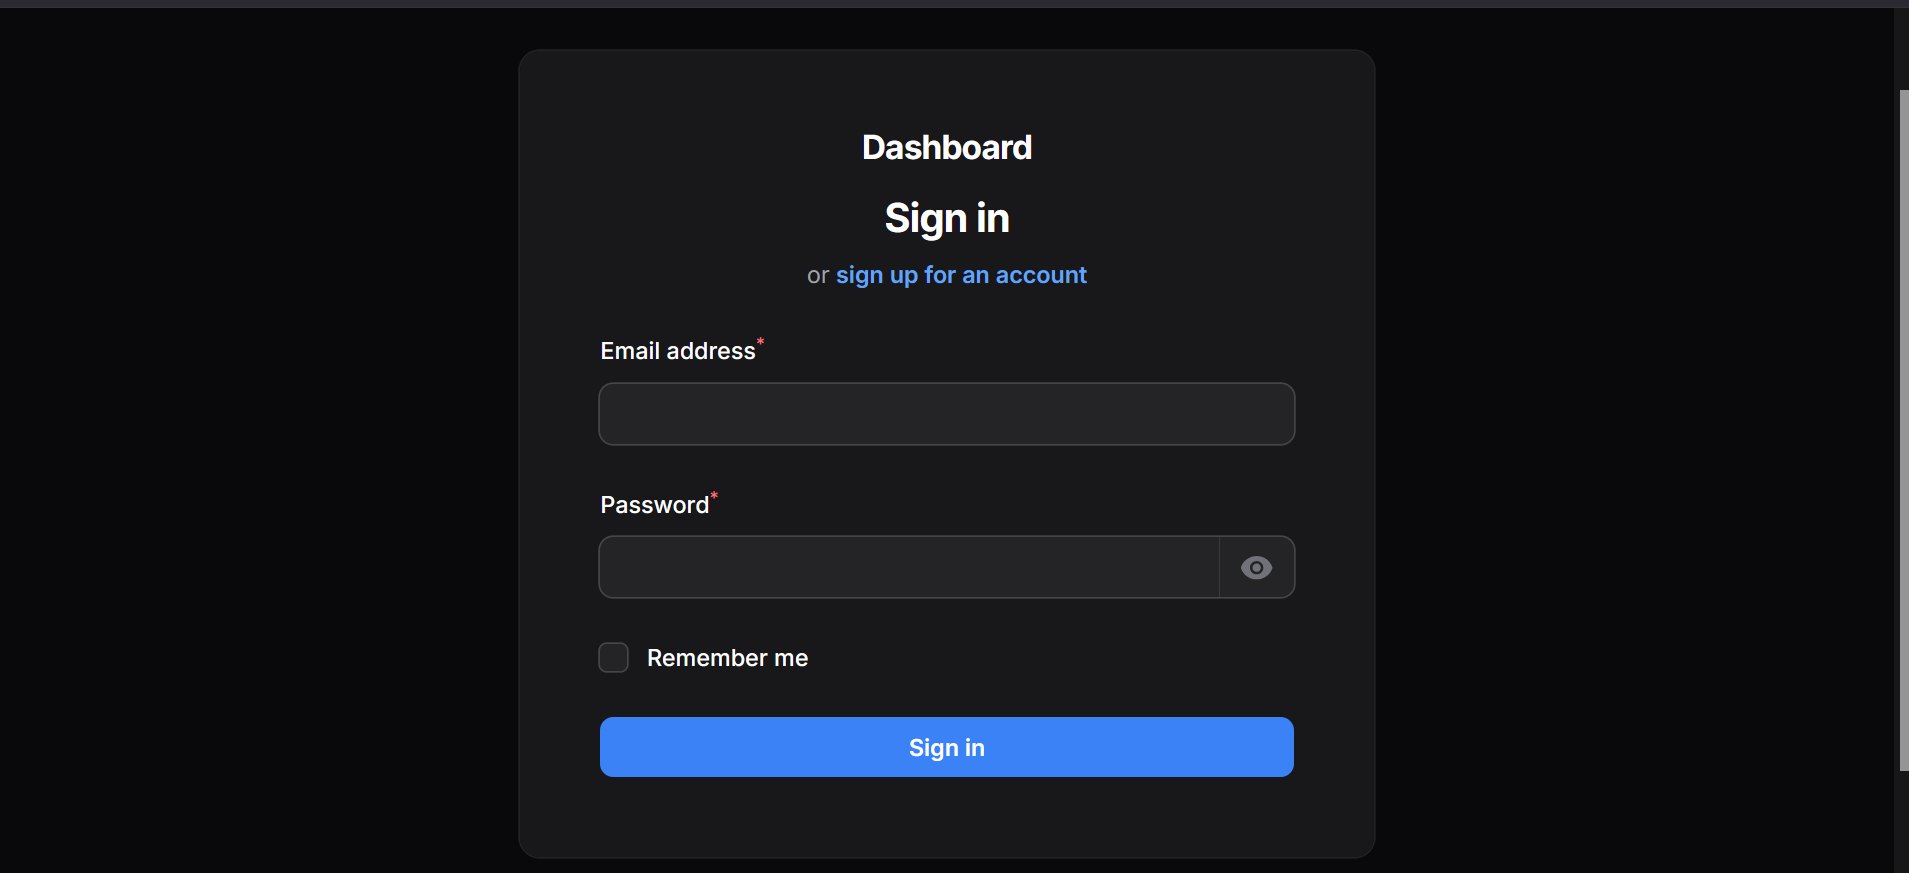 Dashboard
Sign in
or sign up for an account
Email address*
Password*
Remember me
Sign in